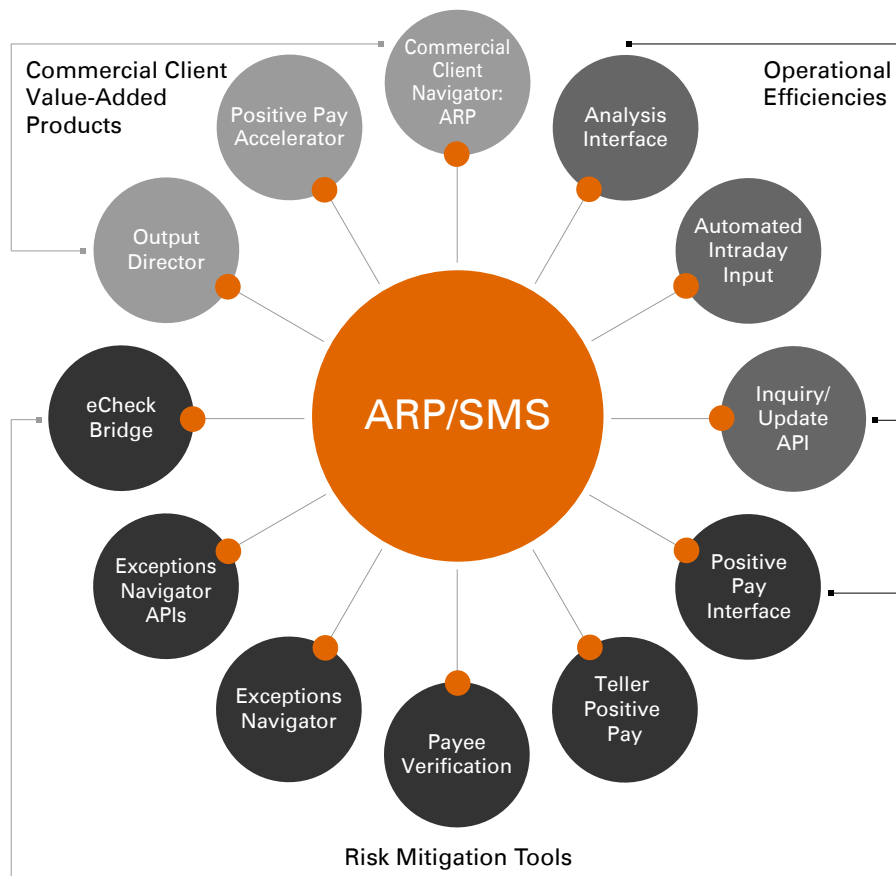 Commercial Client
Value-Added
Products
Operational
Efficiencies
Commercial
Client
Navigator:
ARP
Analysis
Interface
Automated
Intraday
Input
Inquiry/
Update
API
Positive
Pay
Interface
Teller
Positive
Pay
Payee
Verification
Exceptions
Navigator
Exceptions
Navigator
APIs
eCheck
Bridge
Output
Director
Positive Pay
Accelerator
ARP/SMS
Risk Mitigation Tools